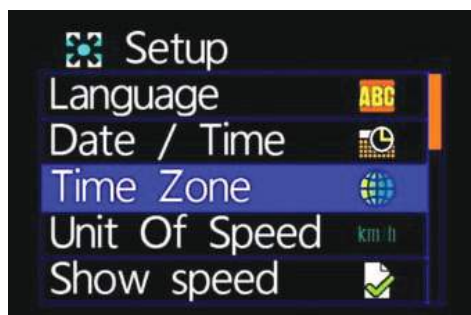 Setup
Language ABC
Date / Time
Time Zone
Unit Of Speed km/h
Show speed